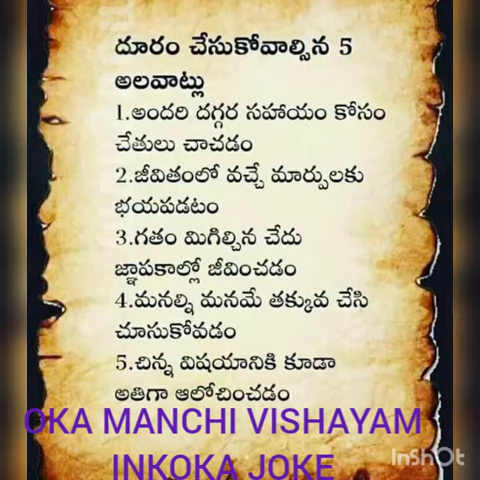 దూరం చేసుకోవాల్సిన 5
అలవాట్లు
1.అందరి దగ్గర సహాయం కోసం
చేతులు చాచడం
2.జీవితంలో వచ్చే మార్పులకు
భయపడటం
3.గతం మిగిల్చిన చేదు
జ్ఞాపకాల్లో జీవించడం
4.మనల్ని మనమే తక్కువ చేసి
చూసుకోవడం
5.చిన్న విషయానికి కూడా
అతిగా ఆలోచించడం
OKA MANCHI VISHAYAM
INKOKA JOKE
InShOt